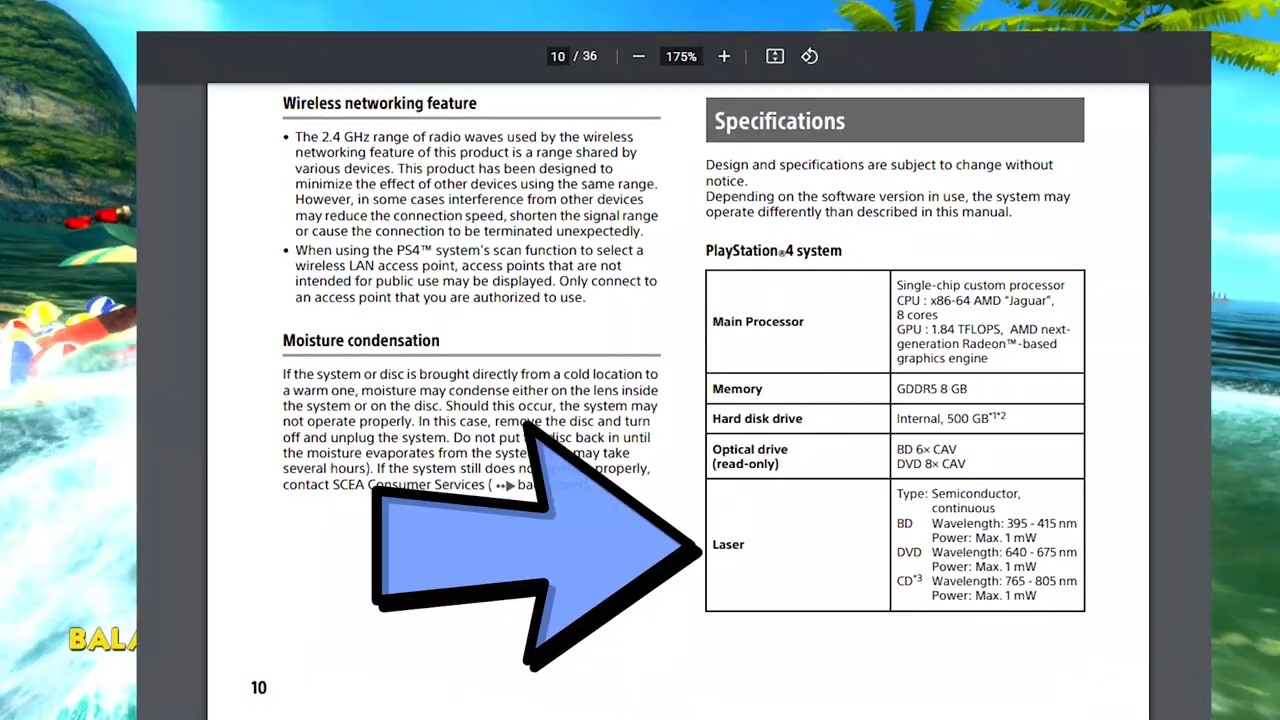 10 / 36
175%
Wireless networking feature
• The 2.4 GHz range of radio waves used by the wireless
networking feature of this product is a range shared by
various devices. This product has been designed to
minimize the effect of other devices using the same range.
However, in some cases interference from other devices
may reduce the connection speed, shorten the signal range
or cause the connection to be terminated unexpectedly.
• When using the PS4™ system's scan function to select a
wireless LAN access point, access points that are not
intended for public use may be displayed. Only connect to
an access point that you are authorized to use.
Moisture condensation
If the system or disc is brought directly from a cold location to
a warm one, moisture may condense either on the lens inside
the system or on the disc. Should this occur, the system may
not operate properly. In this case, remove the disc and turn
off and unplug the system. Do not put disc back in until
the moisture evaporates from the may take
several hours). If the system still does properly,
contact SCEA Consumer Services (
10
Specifications
Design and specifications are subject to change without
notice.
Depending on the software version in use, the system may
operate differently than described in this manual.
PlayStation®4 system
Main Processor
Single-chip custom processor
CPU : x86-64 AMD "Jaguar",
8 cores
GPU : 1.84 TFLOPS, AMD next-
generation Radeon™-based
graphics engine
Memory
GDDR5 8 GB
Hard disk drive
Internal, 500 GB*1*2
Optical drive
(read-only)
BD 6× CAV
DVD 8× CAV
Laser
Type: Semiconductor,
continuous
BD Wavelength: 395 - 415 nm
Power: Max. 1 mW
DVD Wavelength: 640 - 675 nm
Power: Max. 1 mW
CD*3 Wavelength: 765 - 805 nm
Power: Max. 1 mW